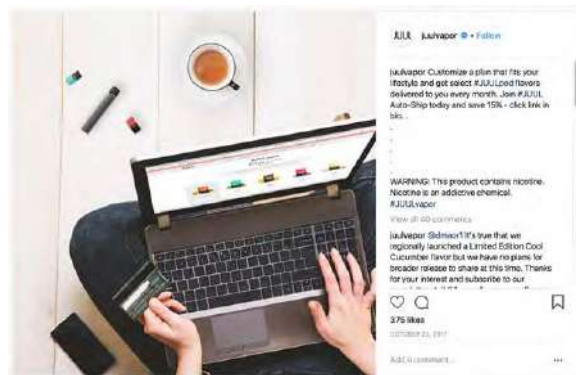 JUUL juulvapor • Follow
juulvapor Customize a plan that fits your
lifestyle and get select #JUULpod flavors
delivered to you every month. Join #JUUL
Auto-Ship today and save 15% - click link in
bio. .
.
.
.
.
WARNING: This product contains nicotine.
Nicotine is an addictive chemical.
#JUULvapor
View all 40 comments
juulvapor It's true that we
regionally launched a Limited Edition Cool
Cucumber flavor but we have no plans for
broader release to share at this time. Thanks
for your interest and subscribe to our
375 likes
OCTOBER 2017
Add a comment...